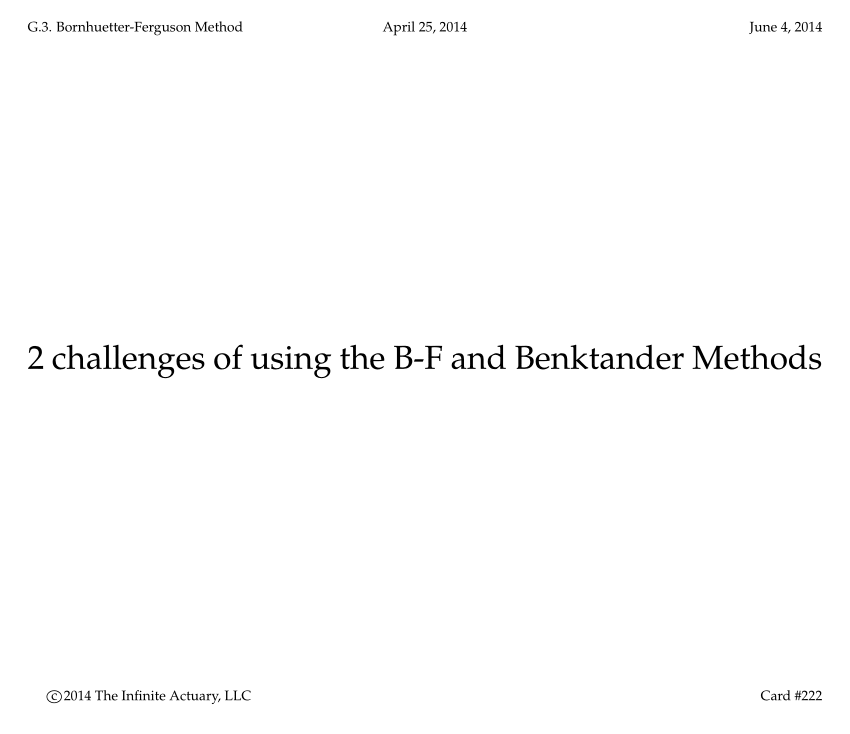 G.3. Bornhuetter-Ferguson Method April 25, 2014 June 4, 2014
2 challenges of using the B-F and Benktander Methods
©2014 The Infinite Actuary, LLC Card #222